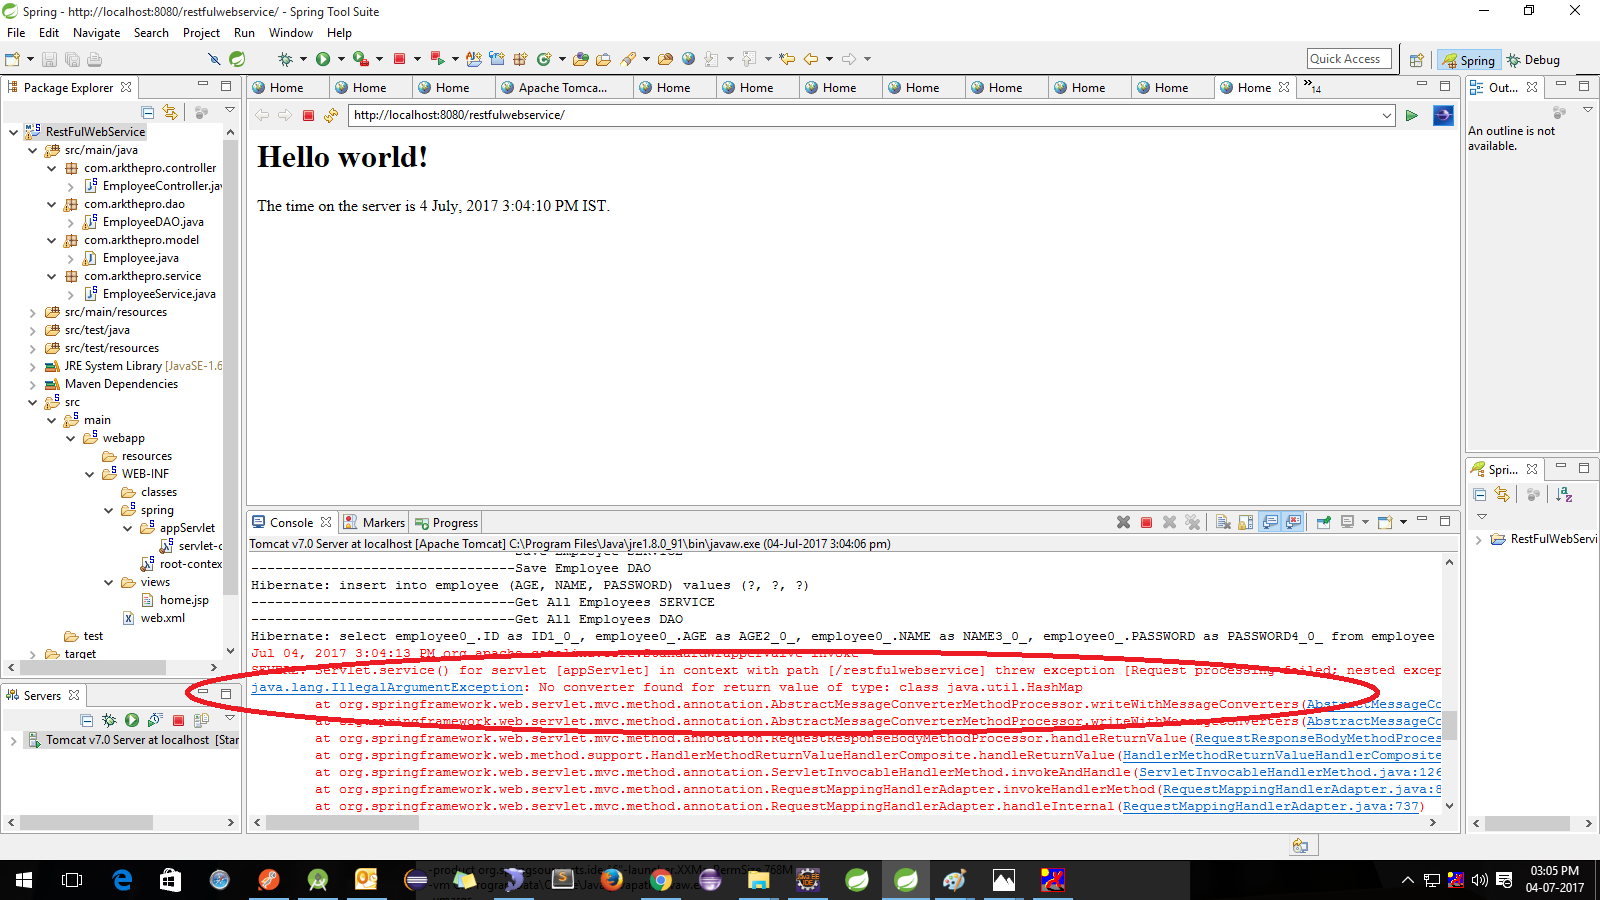 Spring - http://localhost:8080/restfulwebservice/ - Spring Tool Suite
File Edit Navigate Search Project Run Window Help
Quick Access
Spring
Debug
Package Explorer
RestFulWebService
src/main/java
com.arkthepro.controller
EmployeeController.jav
com.arkthepro.dao
EmployeeDAO.java
com.arkthepro.model
Employee.java
com.arkthepro.service
EmployeeService.java
src/main/resources
src/test/java
src/test/resources
JRE System Library [JavaSE-1.6
Maven Dependencies
src
main
webapp
resources
WEB-INF
classes
spring
appServlet
servlet-c
root-contex
views
home.jsp
web.xml
test
target
Servers
Tomcat v7.0 Server at localhost [Star
Home Home Home Apache Tomca... Home Home Home Home Home Home Home Home 14
http://localhost:8080/restfulwebservice/
Hello world!
The time on the server is 4 July, 2017 3:04:10 PM IST.
Console Markers Progress
Tomcat v7.0 Server at localhost [Apache Tomcat] C:\Program Files\Java\jre1.8.0_91\bin\javaw.exe (04-Jul-2017 3:04:06 pm)
---------------------------------Save Employee SERVICE
---------------------------------Save Employee DAO
Hibernate: insert into employee (AGE, NAME, PASSWORD) values (?, ?, ?)
---------------------------------Get All Employees SERVICE
---------------------------------Get All Employees DAO
Hibernate: select employee0_.ID as ID1_0_, employee0_.AGE as AGE2_0_, employee0_.NAME as NAME3_0_, employee0_.PASSWORD as PASSWORD4_0_ from employee
Jul 04, 2017 3:04:13 PM org.apache.catalina.core.StandardWrapperValve invoke
SEVERE: Servlet.service() for servlet [appServlet] in context with path [/restfulwebservice] threw exception [Request processing failed; nested excep
java.lang.IllegalArgumentException: No converter found for return value of type: class java.util.HashMap
at org.springframework.web.servlet.mvc.method.annotation.AbstractMessageConverterMethodProcessor.writeWithMessageConverters(AbstractMessageCo
at org.springframework.web.servlet.mvc.method.annotation.AbstractMessageConverterMethodProcessor.writeWithMessageConverters(AbstractMessageCo
at org.springframework.web.servlet.mvc.method.annotation.RequestResponseBodyMethodProcessor.handleReturnValue(RequestResponseBodyMethodProces
at org.springframework.web.method.support.HandlerMethodReturnValueHandlerComposite.handleReturnValue(HandlerMethodReturnValueHandlerComposite
at org.springframework.web.servlet.mvc.method.annotation.ServletInvocableHandlerMethod.invokeAndHandle(ServletInvocableHandlerMethod.java:126
at org.springframework.web.servlet.mvc.method.annotation.RequestMappingHandlerAdapter.invokeHandlerMethod(RequestMappingHandlerAdapter.java:8
at org.springframework.web.servlet.mvc.method.annotation.RequestMappingHandlerAdapter.handleInternal(RequestMappingHandlerAdapter.java:737)
Out...
An outline is not
available.
Spri...
RestFulWebServi
03:05 PM
04-07-2017